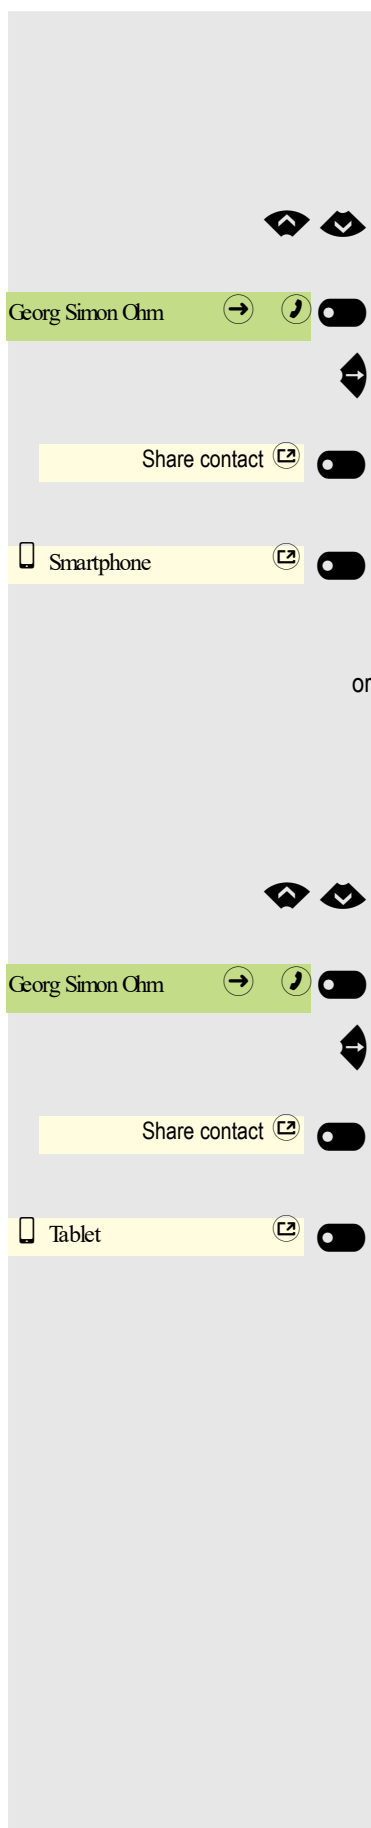 Georg Simon Ohm
Share contact
Smartphone
or
Georg Simon Ohm
Share contact
Tablet